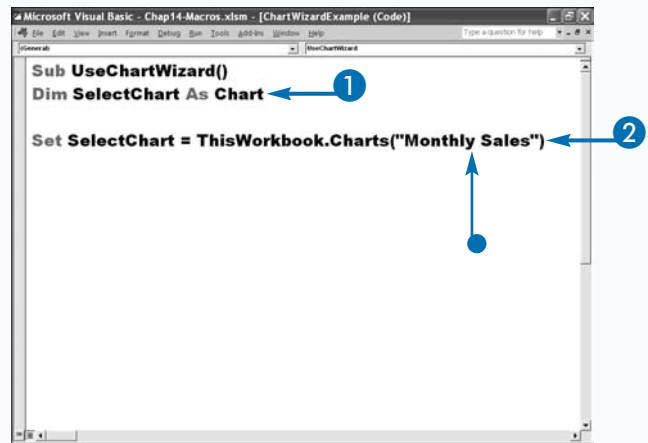 Microsoft Visual Basic - Chap14-Macros.xlsm - [ChartWizardExample (Code)]
File Edit View Insert Format Debug Run Tools Add-Ins Window Help Type a question for help
(General) UseChartWizard
Sub UseChartWizard()
Dim SelectChart As Chart
1
Set SelectChart = ThisWorkbook.Charts("Monthly Sales")
2